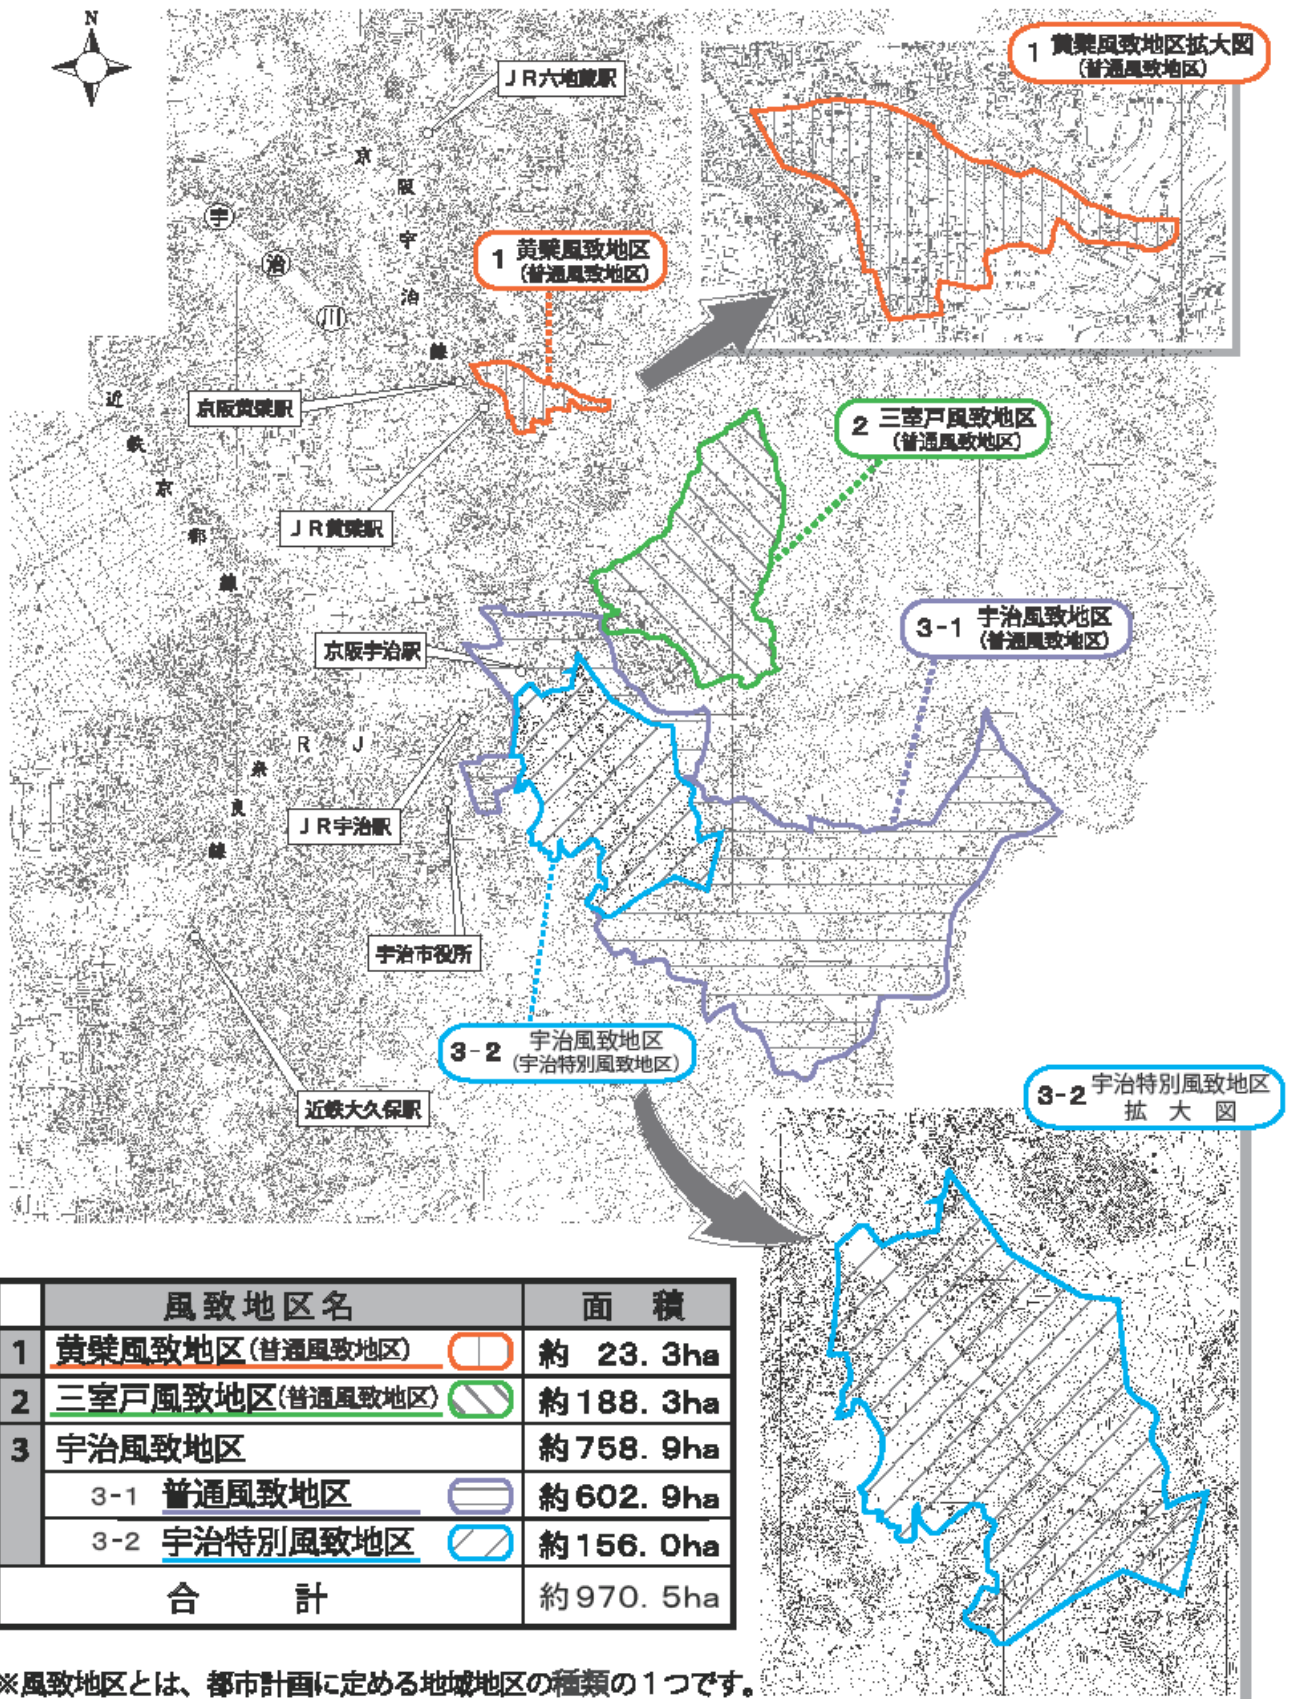 N
1 黄檗風致地区拡大図
(普通風致地区)
JR六地蔵駅
京阪宇治線
宇治川
1 黄檗風致地区
(普通風致地区)
近鉄京都線
京阪黄檗駅
2 三室戸風致地区
(普通風致地区)
JR黄檗駅
3-1 宇治風致地区
(普通風致地区)
京阪宇治駅
R J
奈良線
JR宇治駅
宇治市役所
3-2 宇治風致地区
(宇治特別風致地区)
近鉄大久保駅
3-2 宇治特別風致地区
拡大図
風致地区名 面積
1 黄檗風致地区(普通風致地区) 約 23.3ha
2 三室戸風致地区(普通風致地区) 約188.3ha
3 宇治風致地区 約758.9ha
3-1 普通風致地区 約602.9ha
3-2 宇治特別風致地区 約156.0ha
合計 約970.5ha
※風致地区とは、都市計画に定める地域地区の種類の1つです。